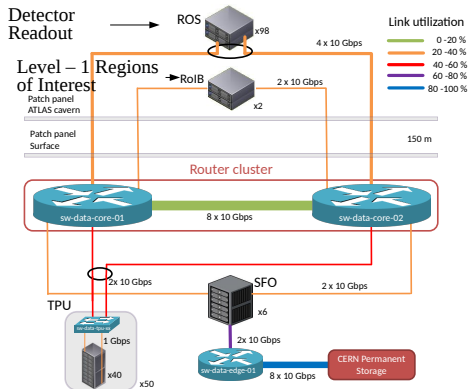 Detector
Readout
ROS
x98
4 x 10 Gbps
Link utilization
0 -20 %
20 -40 %
40 -60 %
60 -80 %
80 -100 %
Level – 1 Regions
of Interest
RoIB
2 x 10 Gbps
x2
Patch panel
ATLAS cavern
Patch panel
Surface
150 m
Router cluster
sw-data-core-01
8 x 10 Gbps
sw-data-core-02
2x 10 Gbps
SFO
2 x 10 Gbps
x6
TPU
sw-data-tpu-xx
1 Gbps
x40
x50
2x 10 Gbps
sw-data-edge-01
8 x 10 Gbps
CERN Permanent
Storage